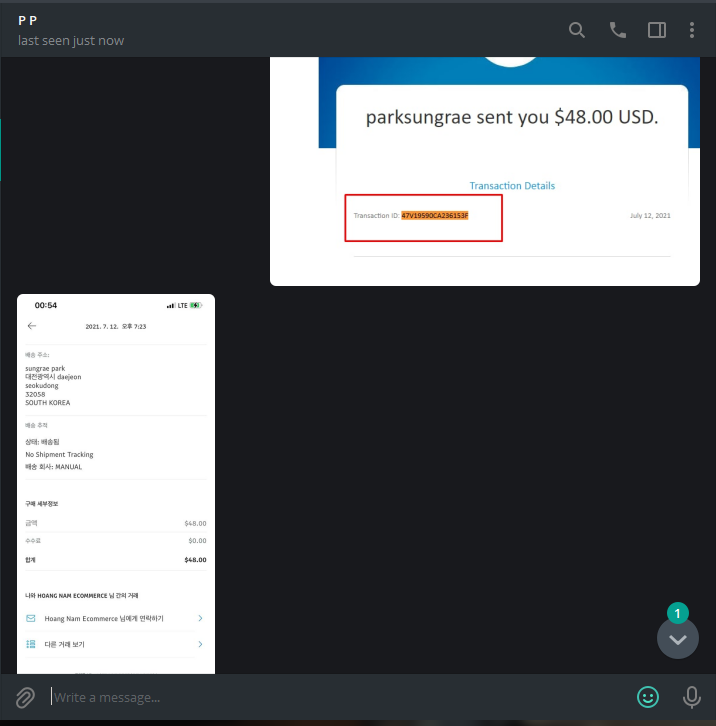 P P
last seen just now
parksungrae sent you $48.00 USD.
Transaction Details
Transaction ID: 47V19590CA236153F
July 12, 2021
00:54
LTE
2021. 7. 12. 오후 7:23
배송 주소:
sungrae park
대전광역시 daejeon
seokudong
32058
SOUTH KOREA
배송 추적
상태: 배송됨
No Shipment Tracking
배송 회사: MANUAL
구매 세부정보
금액 $48.00
수수료 $0.00
합계 $48.00
나와 HOANG NAM ECOMMERCE 님 간의 거래
Hoang Nam Ecommerce 님에게 연락하기
다른 거래 보기
1
Write a message...